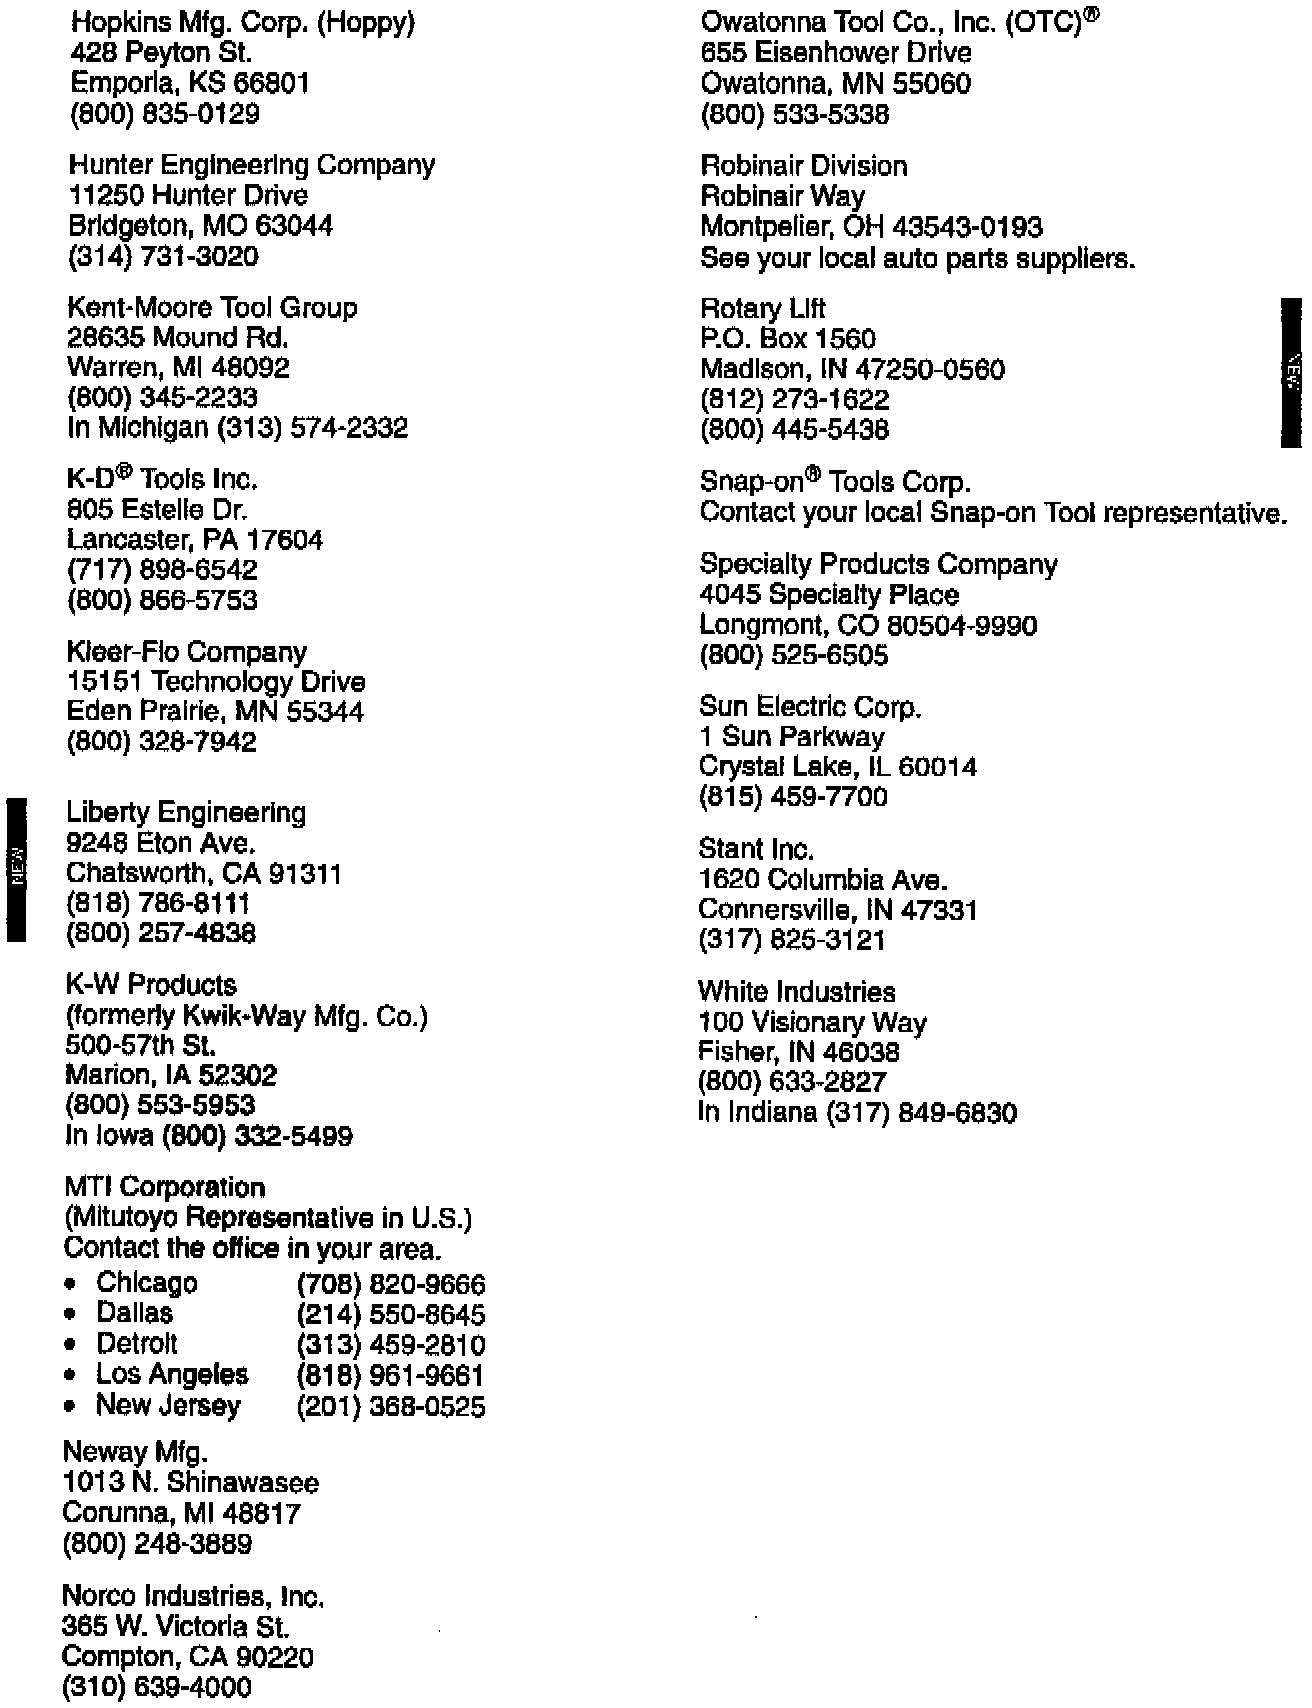 Hopkins Mfg. Corp. (Hoppy)
428 Peyton St.
Emporia, KS 66801
(800) 835-0129
Hunter Engineering Company
11250 Hunter Drive
Bridgeton, MO 63044
(314) 731-3020
Kent-Moore Tool Group
28635 Mound Rd.
Warren, MI 48092
(800) 345-2233
In Michigan (313) 574-2332
K-D® Tools Inc.
805 Estelle Dr.
Lancaster, PA 17604
(717) 898-6542
(800) 866-5753
Kleer-Flo Company
15151 Technology Drive
Eden Prairie, MN 55344
(800) 328-7942
NEW
Liberty Engineering
9248 Eton Ave.
Chatsworth, CA 91311
(818) 786-8111
(800) 257-4838
K-W Products
(formerly Kwik-Way Mfg. Co.)
500-57th St.
Marion, IA 52302
(800) 553-5953
In Iowa (800) 332-5499
MTI Corporation
(Mitutoyo Representative in U.S.)
Contact the office in your area.
• Chicago (708) 820-9666
• Dallas (214) 550-8645
• Detroit (313) 459-2810
• Los Angeles (818) 961-9661
• New Jersey (201) 368-0525
Neway Mfg.
1013 N. Shinawasee
Corunna, MI 48817
(800) 248-3889
Norco Industries, Inc.
365 W. Victoria St.
Compton, CA 90220
(310) 639-4000
Owatonna Tool Co., Inc. (OTC)®
655 Eisenhower Drive
Owatonna, MN 55060
(800) 533-5338
Robinair Division
Robinair Way
Montpelier, OH 43543-0193
See your local auto parts suppliers.
Rotary Lift
P.O. Box 1560
Madison, IN 47250-0560
(812) 273-1622
(800) 445-5438
NEW
Snap-on® Tools Corp.
Contact your local Snap-on Tool representative.
Specialty Products Company
4045 Specialty Place
Longmont, CO 80504-9990
(800) 525-6505
Sun Electric Corp.
1 Sun Parkway
Crystal Lake, IL 60014
(815) 459-7700
Stant Inc.
1620 Columbia Ave.
Connersville, IN 47331
(317) 825-3121
White Industries
100 Visionary Way
Fisher, IN 46038
(800) 633-2827
In Indiana (317) 849-6830